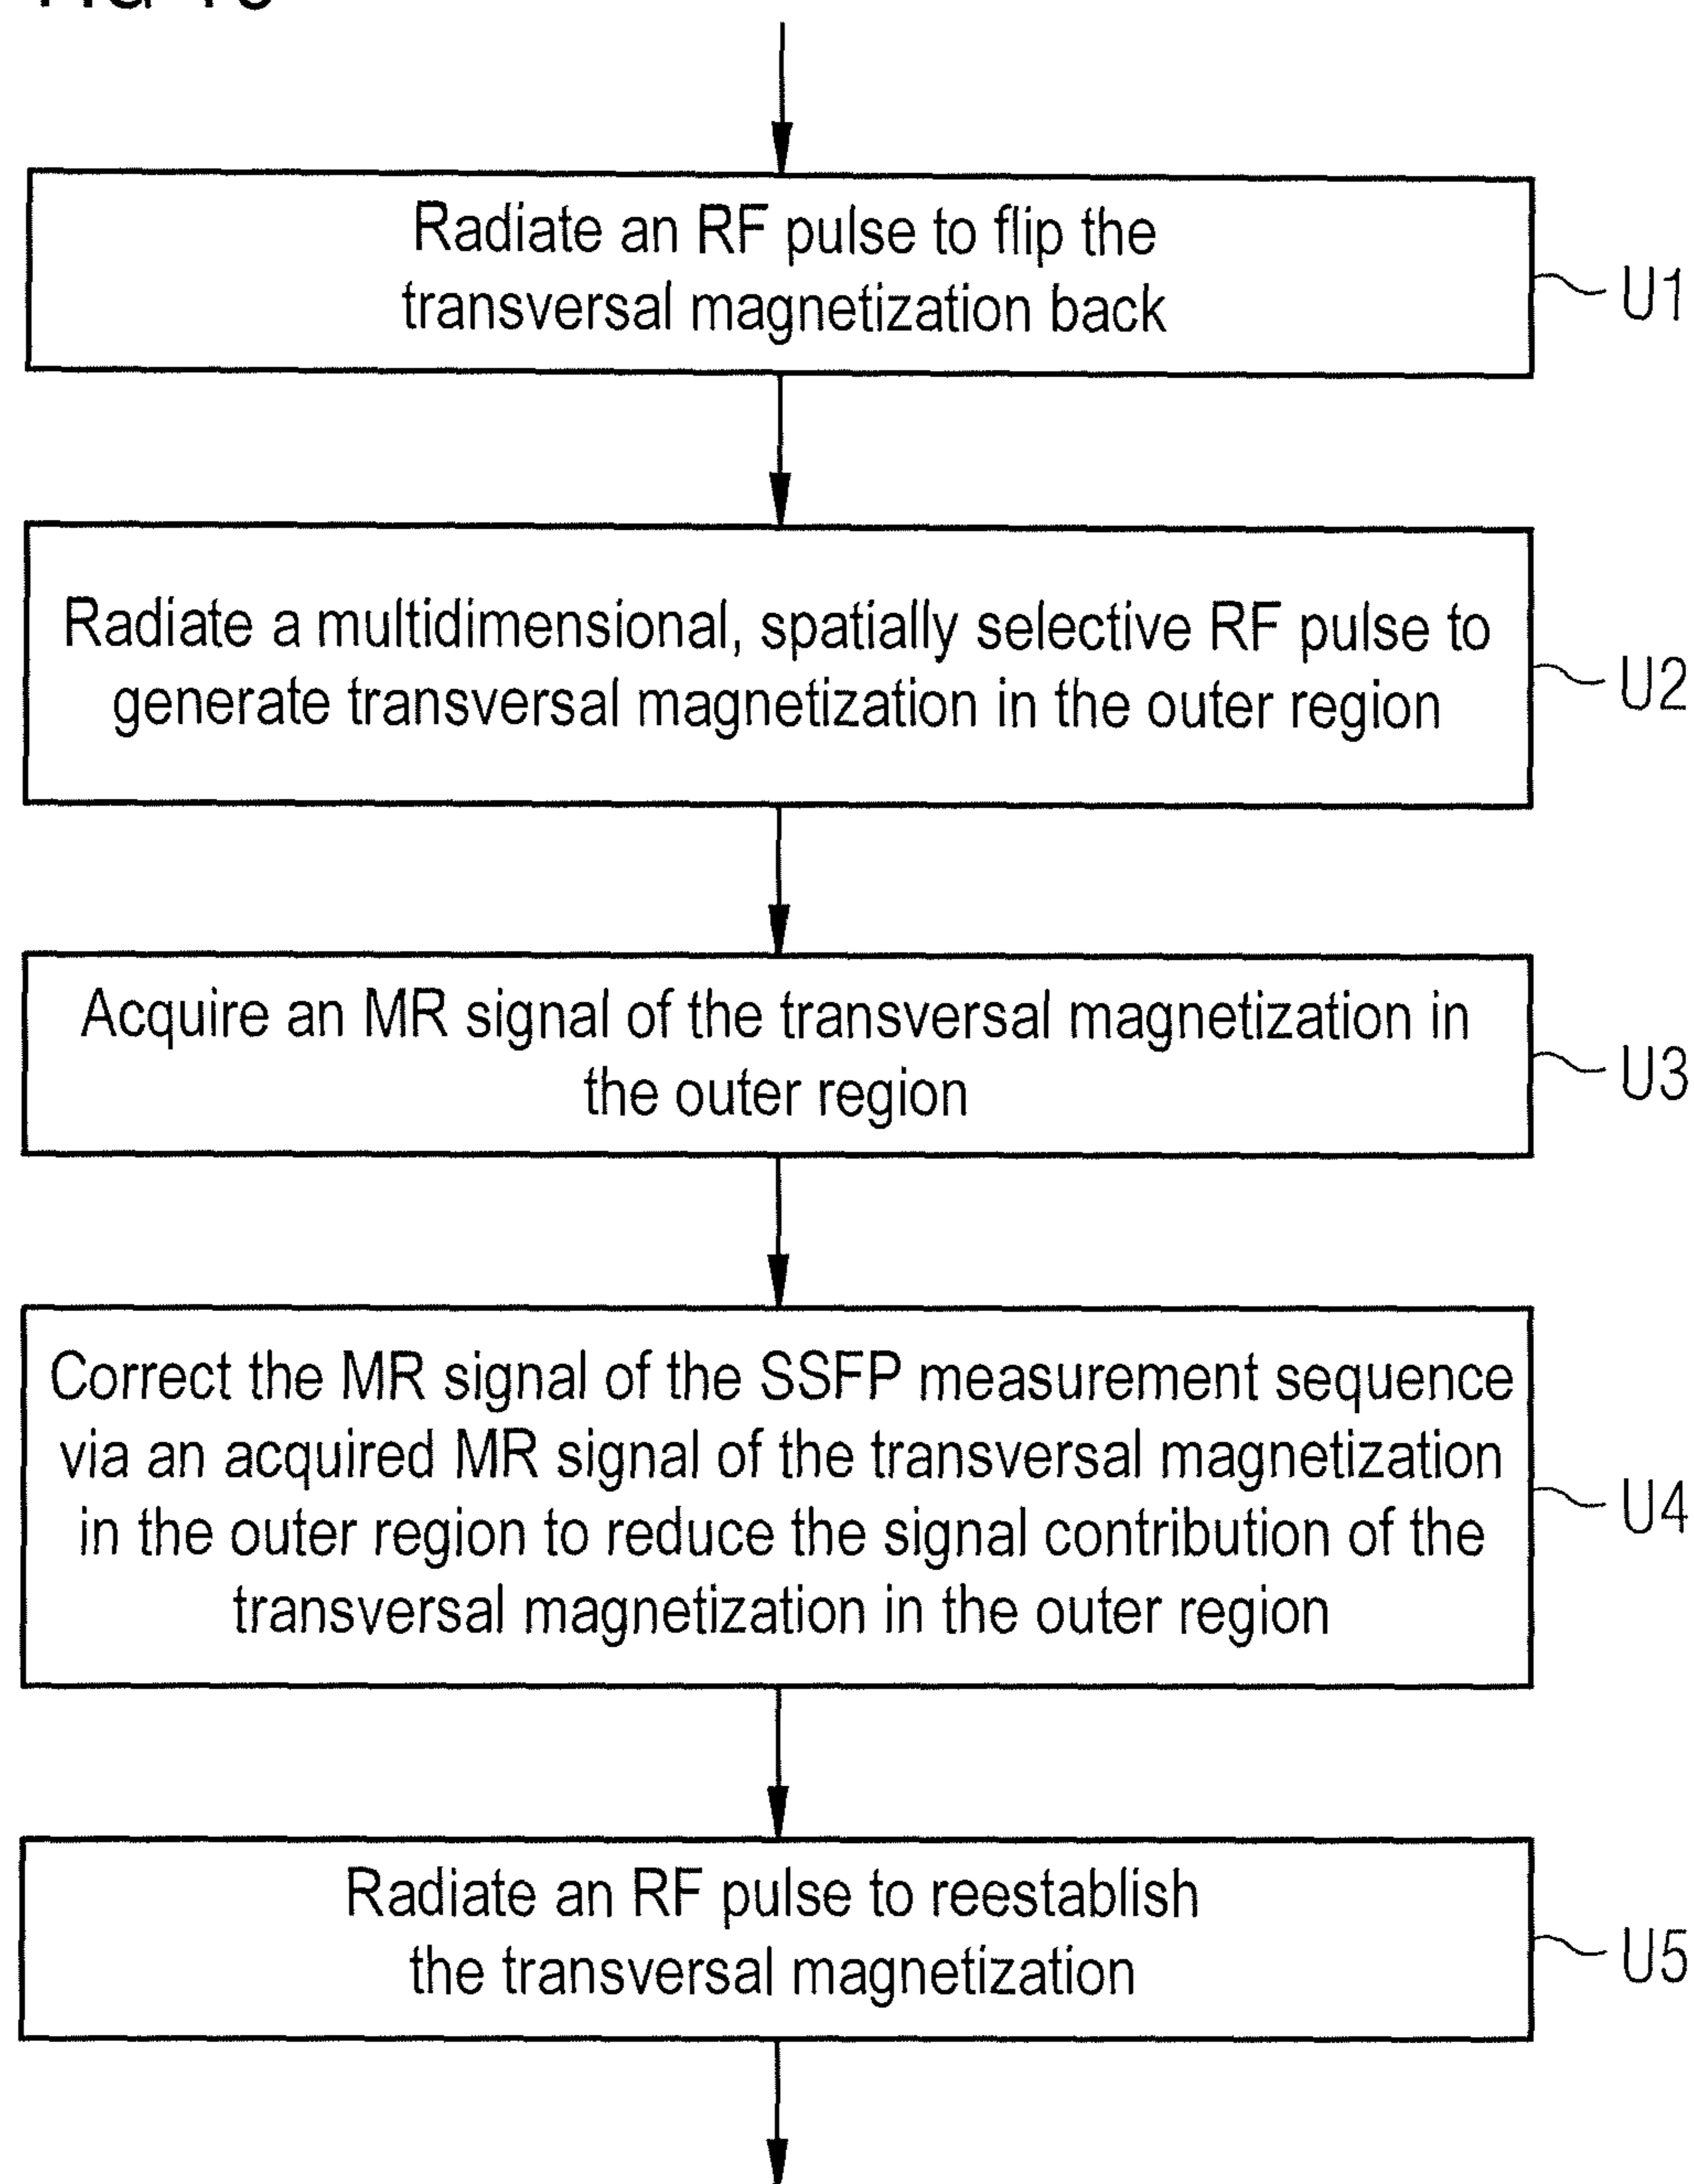 Radiate an RF pulse to flip the
transversal magnetization back
U1
Radiate a multidimensional, spatially selective RF pulse to
generate transversal magnetization in the outer region
U2
Acquire an MR signal of the transversal magnetization in
the outer region
U3
Correct the MR signal of the SSFP measurement sequence
via an acquired MR signal of the transversal magnetization
in the outer region to reduce the signal contribution of the
transversal magnetization in the outer region
U4
Radiate an RF pulse to reestablish
the transversal magnetization
U5